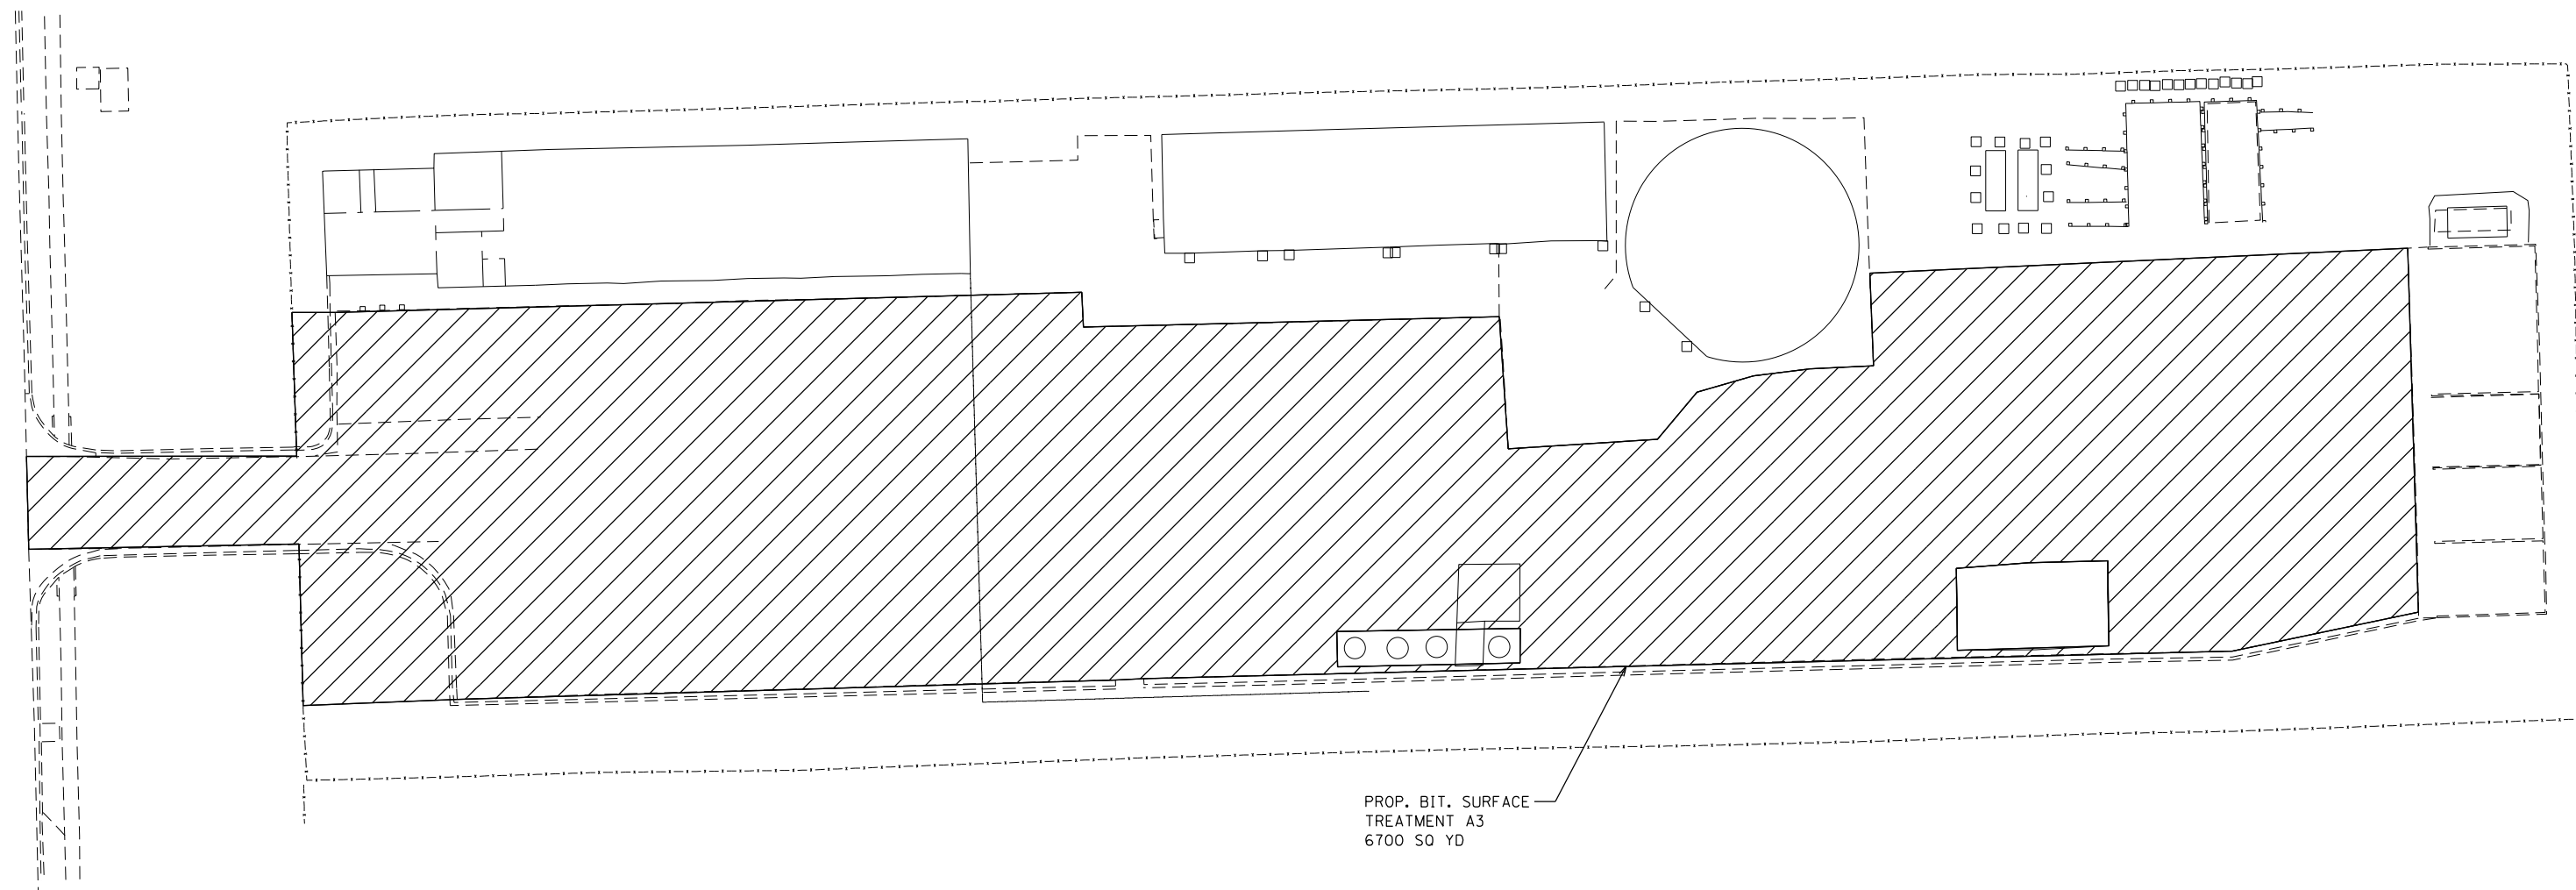 PROP. BIT. SURFACE
TREATMENT A3
6700 SQ YD